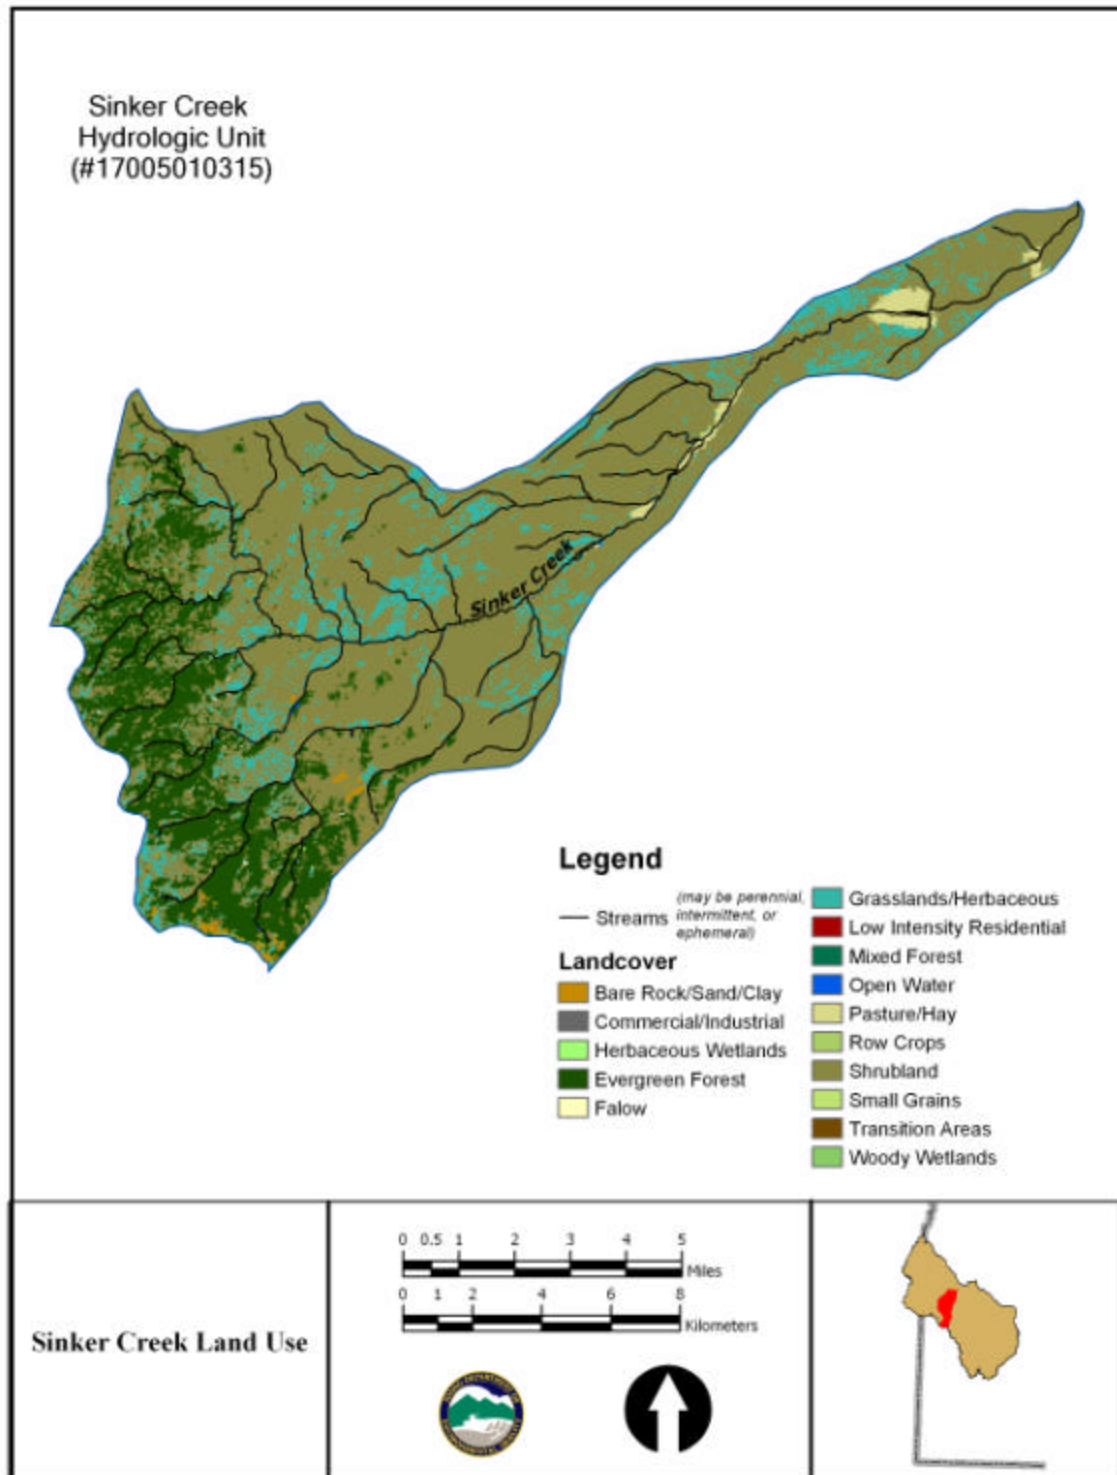 Sinker Creek
Hydrologic Unit
(#17005010315)
Sinker Creek
Legend
Streams
(may be perennial,
intermittent, or
ephemeral)
Landcover
Bare Rock/Sand/Clay
Commercial/Industrial
Herbaceous Wetlands
Evergreen Forest
Falow
Grasslands/Herbaceous
Low Intensity Residential
Mixed Forest
Open Water
Pasture/Hay
Row Crops
Shrubland
Small Grains
Transition Areas
Woody Wetlands
Sinker Creek Land Use
0 0.5 1 2 3 4 5
Miles
0 1 2 4 6 8
Kilometers